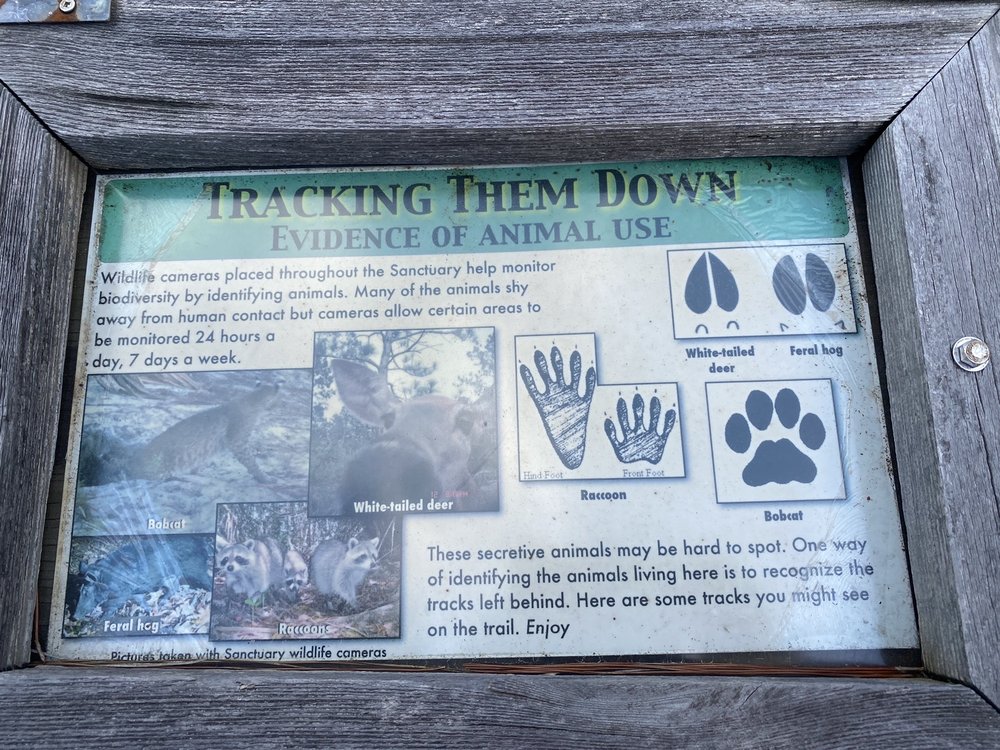 TRACKING THEM DOWN
EVIDENCE OF ANIMAL USE
Wildlife cameras placed throughout the Sanctuary help monitor
biodiversity by identifying animals. Many of the animals shy
away from human contact but cameras allow certain areas to
be monitored 24 hours a
day, 7 days a week.
White-tailed
deer
Feral hog
Hind-Foot
Front Foot
Raccoon
Bobcat
Bobcat
White-tailed deer
Feral hog
Raccoons
Pictures taken with Sanctuary wildlife cameras
These secretive animals may be hard to spot. One way
of identifying the animals living here is to recognize the
tracks left behind. Here are some tracks you might see
on the trail. Enjoy